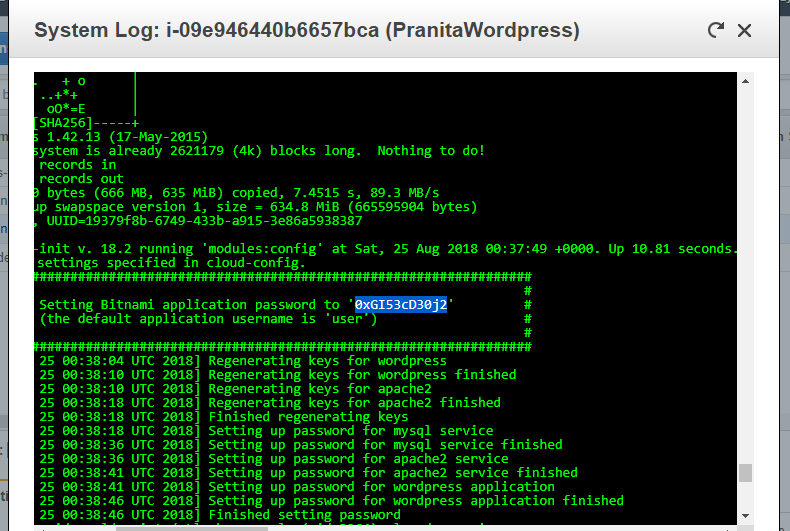 System Log: i-09e946440b6657bca (PranitaWordpress)
. + o |
..+*+ |
oO*=E |
[SHA256]-----+
s 1.42.13 (17-May-2015)
system is already 2621179 (4k) blocks long. Nothing to do!
records in
records out
0 bytes (666 MB, 635 MiB) copied, 7.4515 s, 89.3 MB/s
up swapspace version 1, size = 634.8 MiB (665595904 bytes)
, UUID=19379f8b-6749-433b-a915-3e86a5938387
-init v. 18.2 running 'modules:config' at Sat, 25 Aug 2018 00:37:49 +0000. Up 10.81 seconds.
settings specified in cloud-config.
################################################################
#
Setting Bitnami application password to '0xGI53cD30j2' #
(the default application username is 'user') #
#
################################################################
25 00:38:04 UTC 2018] Regenerating keys for wordpress
25 00:38:10 UTC 2018] Regenerating keys for wordpress finished
25 00:38:10 UTC 2018] Regenerating keys for apache2
25 00:38:18 UTC 2018] Regenerating keys for apache2 finished
25 00:38:18 UTC 2018] Finished regenerating keys
25 00:38:18 UTC 2018] Setting up password for mysql service
25 00:38:36 UTC 2018] Setting up password for mysql service finished
25 00:38:36 UTC 2018] Setting up password for apache2 service
25 00:38:41 UTC 2018] Setting up password for apache2 service finished
25 00:38:41 UTC 2018] Setting up password for wordpress application
25 00:38:46 UTC 2018] Setting up password for wordpress application finished
25 00:38:46 UTC 2018] Finished setting password